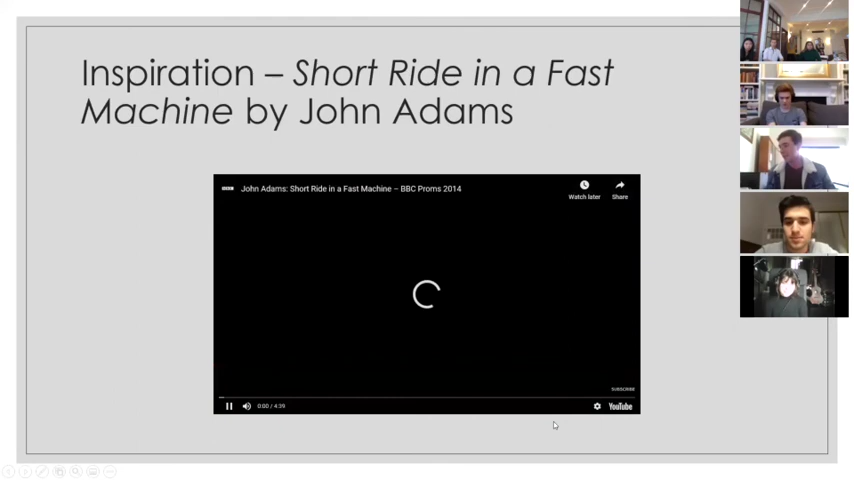 Inspiration – Short Ride in a Fast
Machine by John Adams
BBC
John Adams: Short Ride in a Fast Machine – BBC Proms 2014
Watch later
Share
SUBSCRIBE
0:00 / 4:39
YouTube